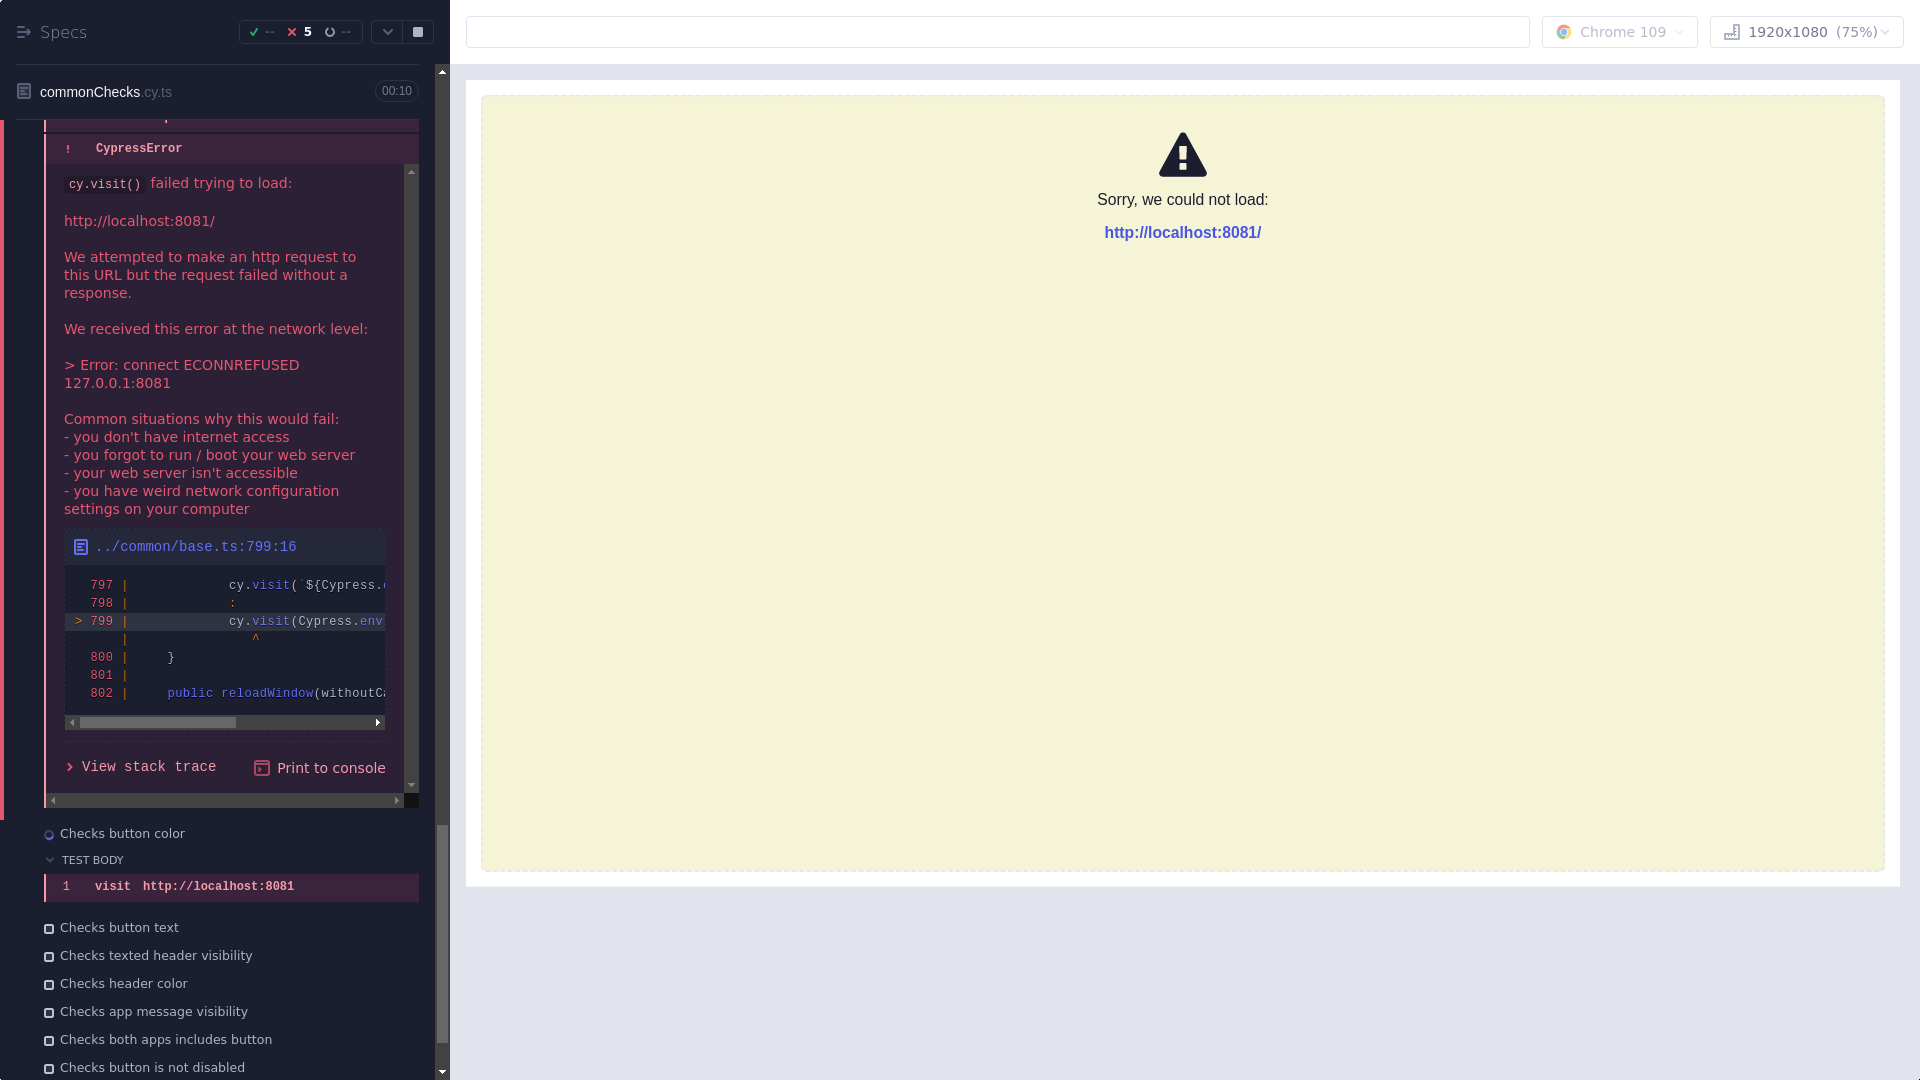 Specs
--
5
--
Chrome 109
1920x1080 (75%)
commonChecks.cy.ts
00:10
! CypressError
cy.visit() failed trying to load:
http://localhost:8081/
We attempted to make an http request to
this URL but the request failed without a
response.
We received this error at the network level:
> Error: connect ECONNREFUSED
127.0.0.1:8081
Common situations why this would fail:
- you don't have internet access
- you forgot to run / boot your web server
- your web server isn't accessible
- you have weird network configuration
settings on your computer
../common/base.ts:799:16
797 | cy.visit(`${Cypress.
798 | :
> 799 | cy.visit(Cypress.env
| ^
800 | }
801 |
802 | public reloadWindow(
View stack trace
Print to console
Checks button color
TEST BODY
1 visit http://localhost:8081
Checks button text
Checks texted header visibility
Checks header color
Checks app message visibility
Checks both apps includes button
Checks button is not disabled
Sorry, we could not load:
http://localhost:8081/